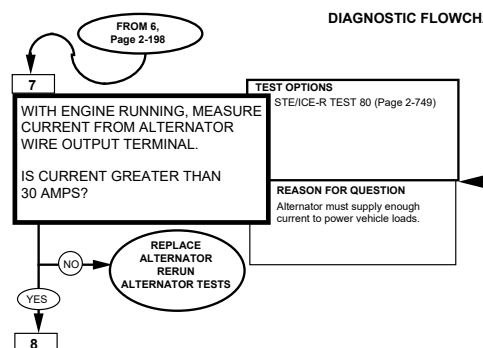 FROM 6,
Page 2-198
DIAGNOSTIC FLOWCHA
7
WITH ENGINE RUNNING, MEASURE
CURRENT FROM ALTERNATOR
WIRE OUTPUT TERMINAL.
IS CURRENT GREATER THAN
30 AMPS?
TEST OPTIONS
STE/ICE-R TEST 80 (Page 2-749)
REASON FOR QUESTION
Alternator must supply enough
current to power vehicle loads.
NO
REPLACE
ALTERNATOR
RERUN
ALTERNATOR TESTS
YES
8